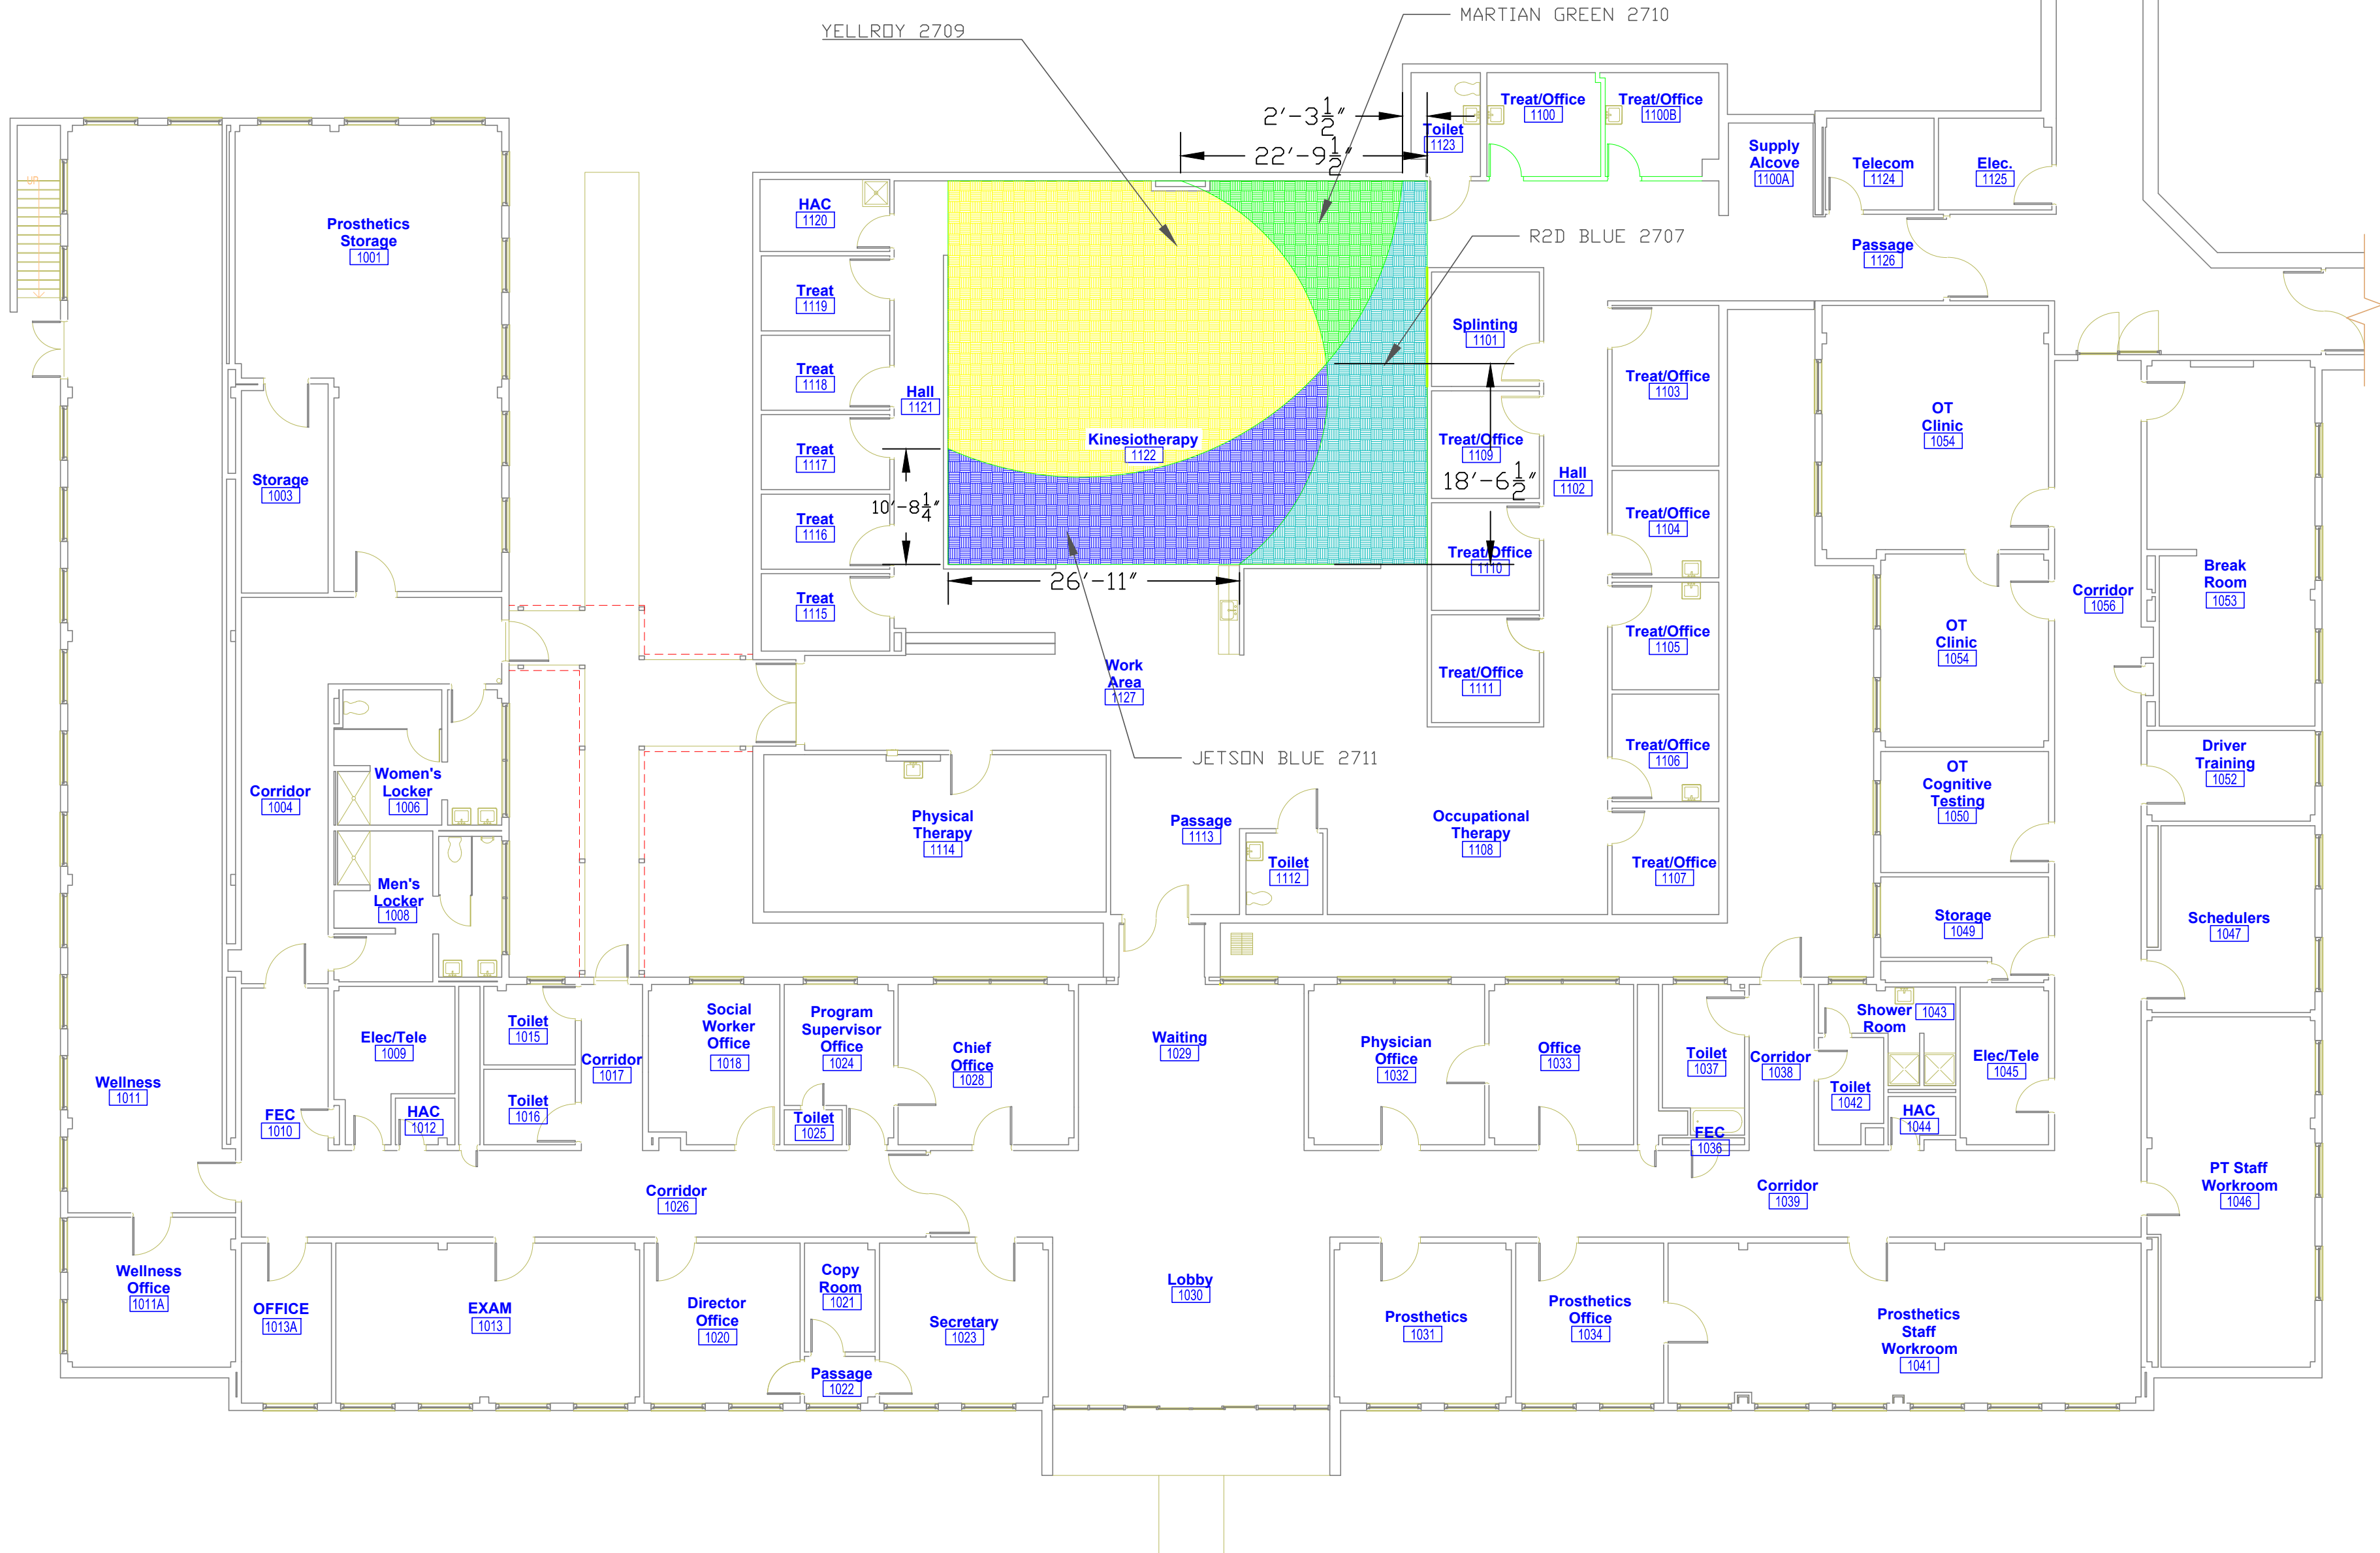 YELLROY 2709
MARTIAN GREEN 2710
R2D BLUE 2707
JETSON BLUE 2711
2'-3 1/2"
22'-9 1/2"
18'-6 1/2"
10'-8 1/4"
26'-11"
UP
Prosthetics
Storage
1001
Storage
1003
Corridor
1004
Women's
Locker
1006
Men's
Locker
1008
Elec/Tele
1009
FEC
1010
Wellness
1011
Wellness
Office
1011A
HAC
1012
OFFICE
1013A
EXAM
1013
Toilet
1015
Toilet
1016
Corridor
1017
Social
Worker
Office
1018
Program
Supervisor
Office
1024
Toilet
1025
Chief
Office
1028
Corridor
1026
Director
Office
1020
Copy
Room
1021
Passage
1022
Secretary
1023
Waiting
1029
Lobby
1030
HAC
1120
Treat
1119
Treat
1118
Treat
1117
Treat
1116
Treat
1115
Hall
1121
Kinesiotherapy
1122
Work
Area
1127
Physical
Therapy
1114
Passage
1113
Toilet
1112
Occupational
Therapy
1108
Toilet
1123
Treat/Office
1100
Treat/Office
1100B
Supply
Alcove
1100A
Telecom
1124
Elec.
1125
Passage
1126
Splinting
1101
Treat/Office
1109
Treat/Office
1110
Treat/Office
1111
Hall
1102
Treat/Office
1103
Treat/Office
1104
Treat/Office
1105
Treat/Office
1106
Treat/Office
1107
OT
Clinic
1054
OT
Clinic
1054
OT
Cognitive
Testing
1050
Storage
1049
Corridor
1056
Break
Room
1053
Driver
Training
1052
Schedulers
1047
PT Staff
Workroom
1046
Physician
Office
1032
Office
1033
Toilet
1037
FEC
1036
Corridor
1038
Shower
Room
1043
Toilet
1042
HAC
1044
Elec/Tele
1045
Corridor
1039
Prosthetics
1031
Prosthetics
Office
1034
Prosthetics
Staff
Workroom
1041